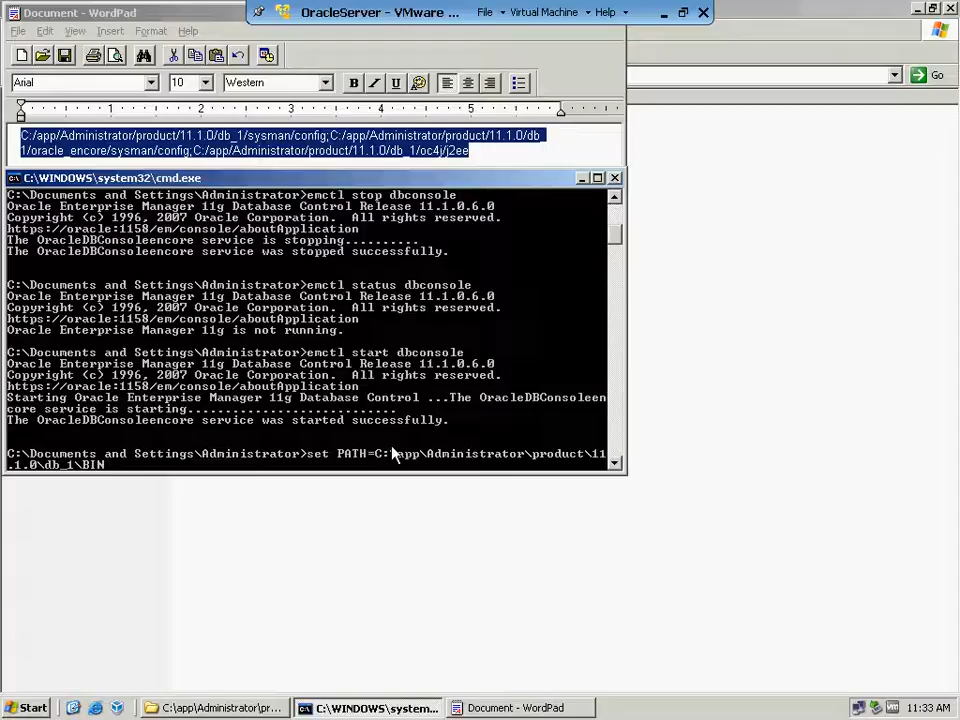 Document - WordPad
OracleServer - VMware ...
File
Virtual Machine
Help
File Edit View Insert Format Help
Go
Arial
10
Western
B
U
1 2 3 4 5
C:/app/Administrator/product/11.1.0/db_1/sysman/config;C:/app/Administrator/product/11.1.0/db_
1/oracle_encore/sysman/config;C:/app/Administrator/product/11.1.0/db_1/oc4j/j2ee
C:\WINDOWS\system32\cmd.exe
C:\Documents and Settings\Administrator>emctl stop dbconsole
Oracle Enterprise Manager 11g Database Control Release 11.1.0.6.0
Copyright (c) 1996, 2007 Oracle Corporation.  All rights reserved.
https://oracle:1158/em/console/aboutApplication
The OracleDBConsoleencore service is stopping..........
The OracleDBConsoleencore service was stopped successfully.
C:\Documents and Settings\Administrator>emctl status dbconsole
Oracle Enterprise Manager 11g Database Control Release 11.1.0.6.0
Copyright (c) 1996, 2007 Oracle Corporation.  All rights reserved.
https://oracle:1158/em/console/aboutApplication
Oracle Enterprise Manager 11g is not running.
C:\Documents and Settings\Administrator>emctl start dbconsole
Oracle Enterprise Manager 11g Database Control Release 11.1.0.6.0
Copyright (c) 1996, 2007 Oracle Corporation.  All rights reserved.
https://oracle:1158/em/console/aboutApplication
Starting Oracle Enterprise Manager 11g Database Control ...The OracleDBConsoleen
core service is starting...........................
The OracleDBConsoleencore service was started successfully.
C:\Documents and Settings\Administrator>set PATH=C:\app\Administrator\product\11
.1.0\db_1\BIN
Start
C:\app\Administrator\pr...
C:\WINDOWS\system...
Document - WordPad
11:33 AM